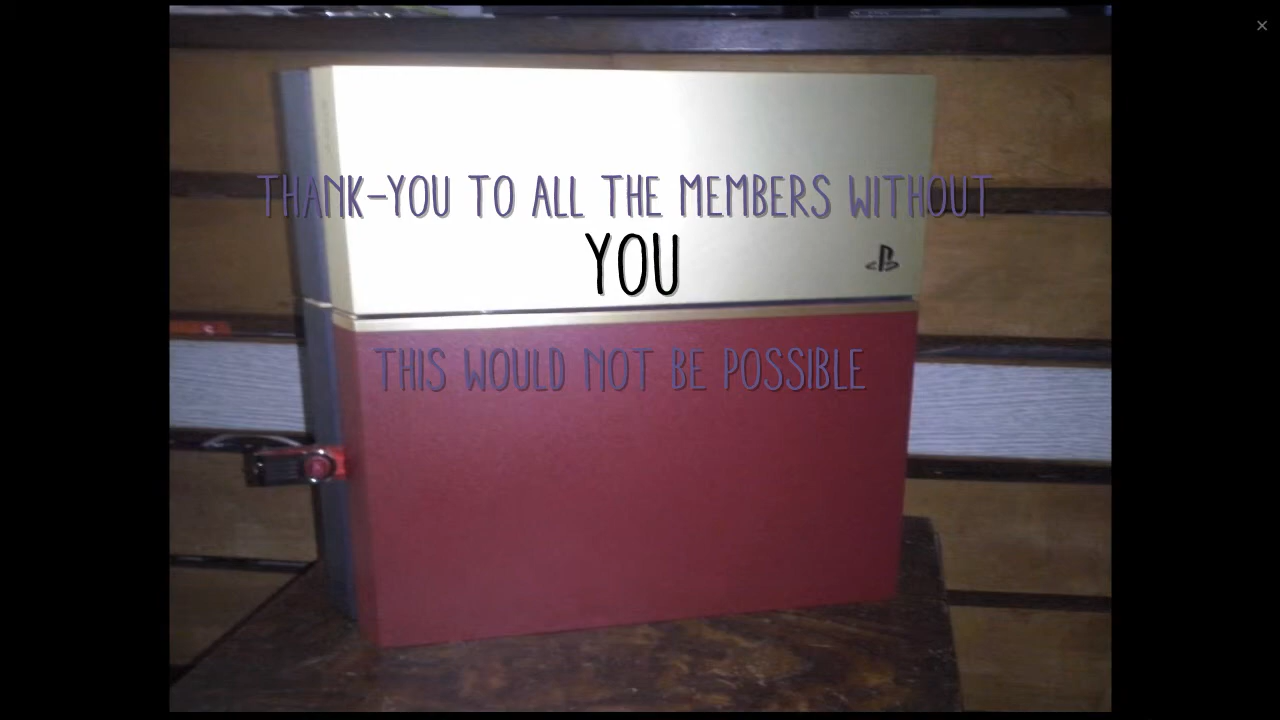 THANK-YOU TO ALL THE MEMBERS WITHOUT
YOU
THIS WOULD NOT BE POSSIBLE